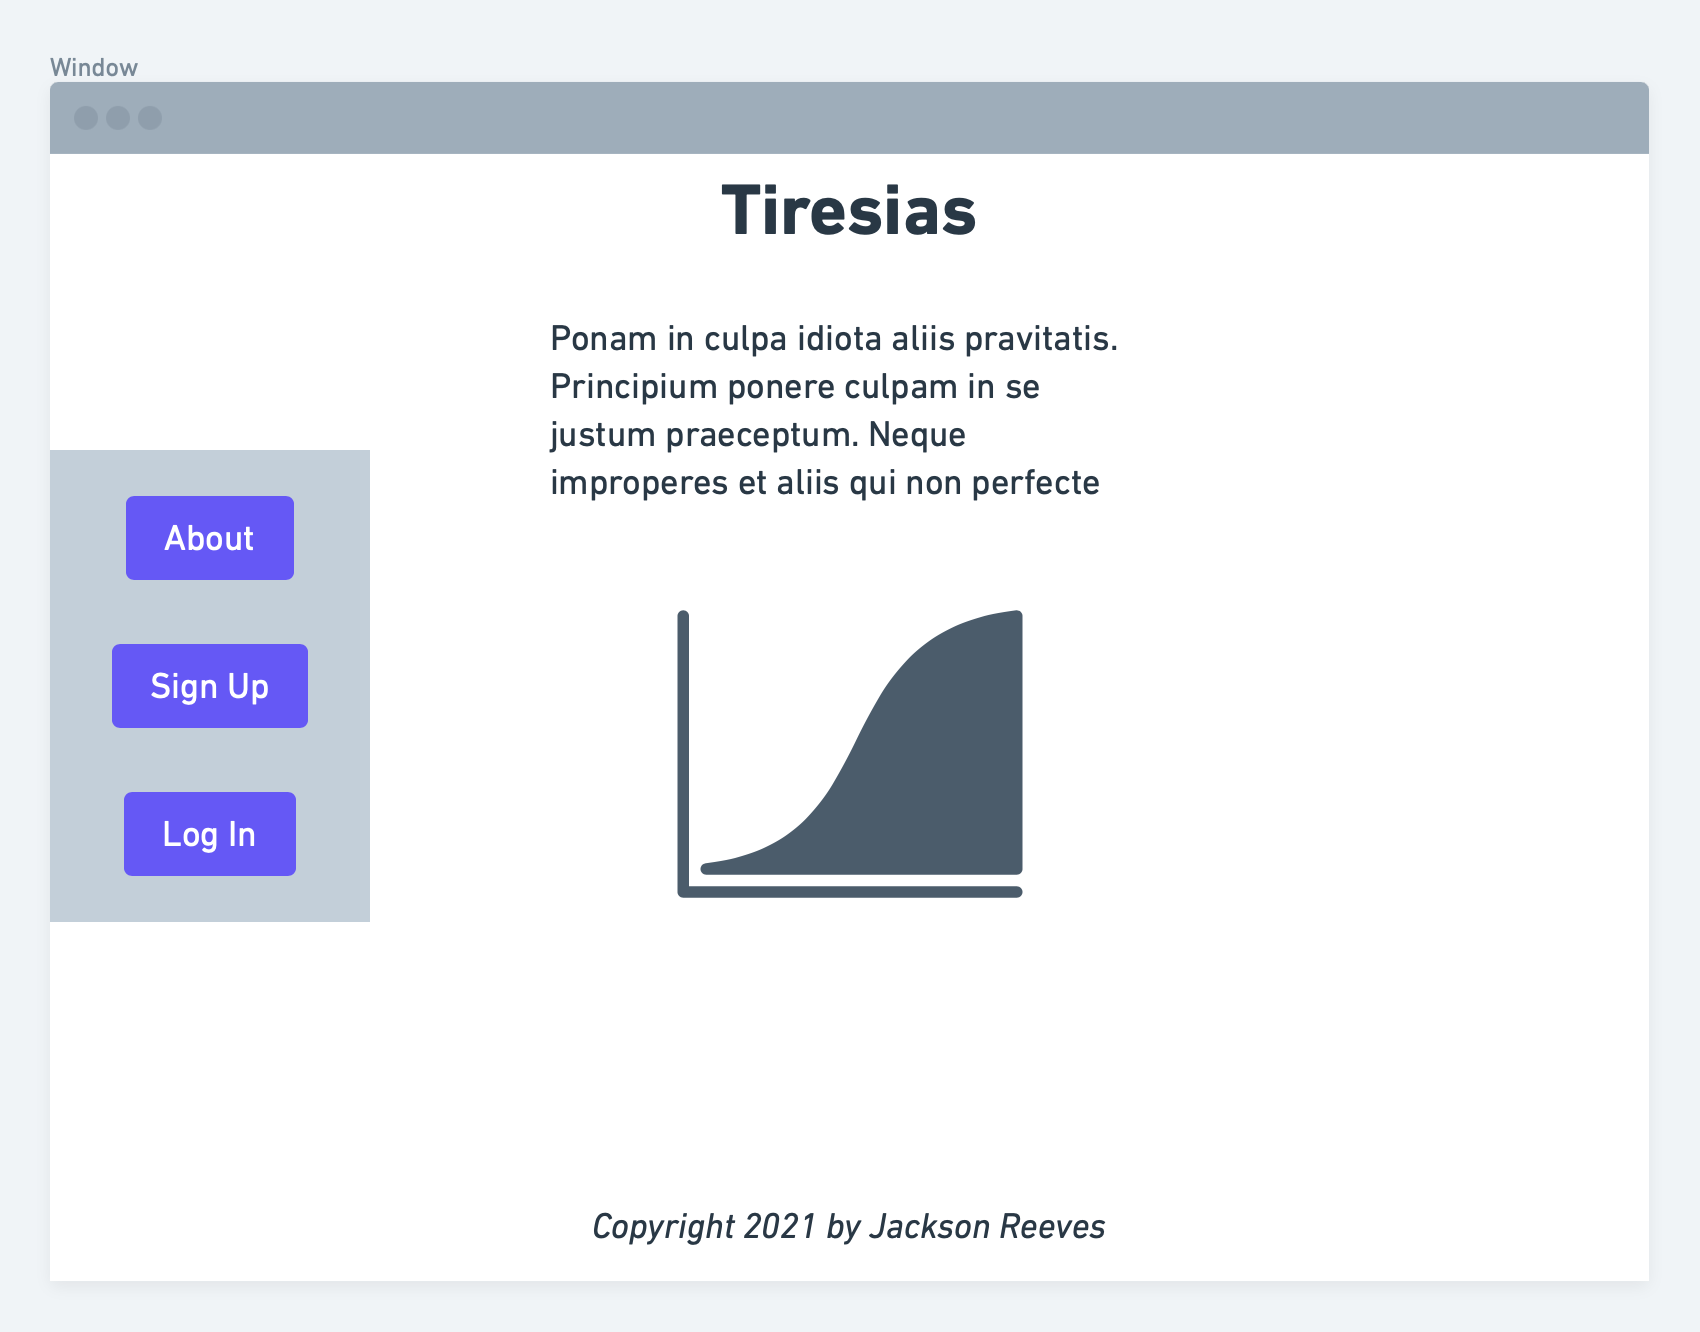 Window
Tiresias
Ponam in culpa idiota aliis pravitatis.
Principium ponere culpam in se
justum praeceptum. Neque
improperes et aliis qui non perfecte
About
Sign Up
Log In
Copyright 2021 by Jackson Reeves